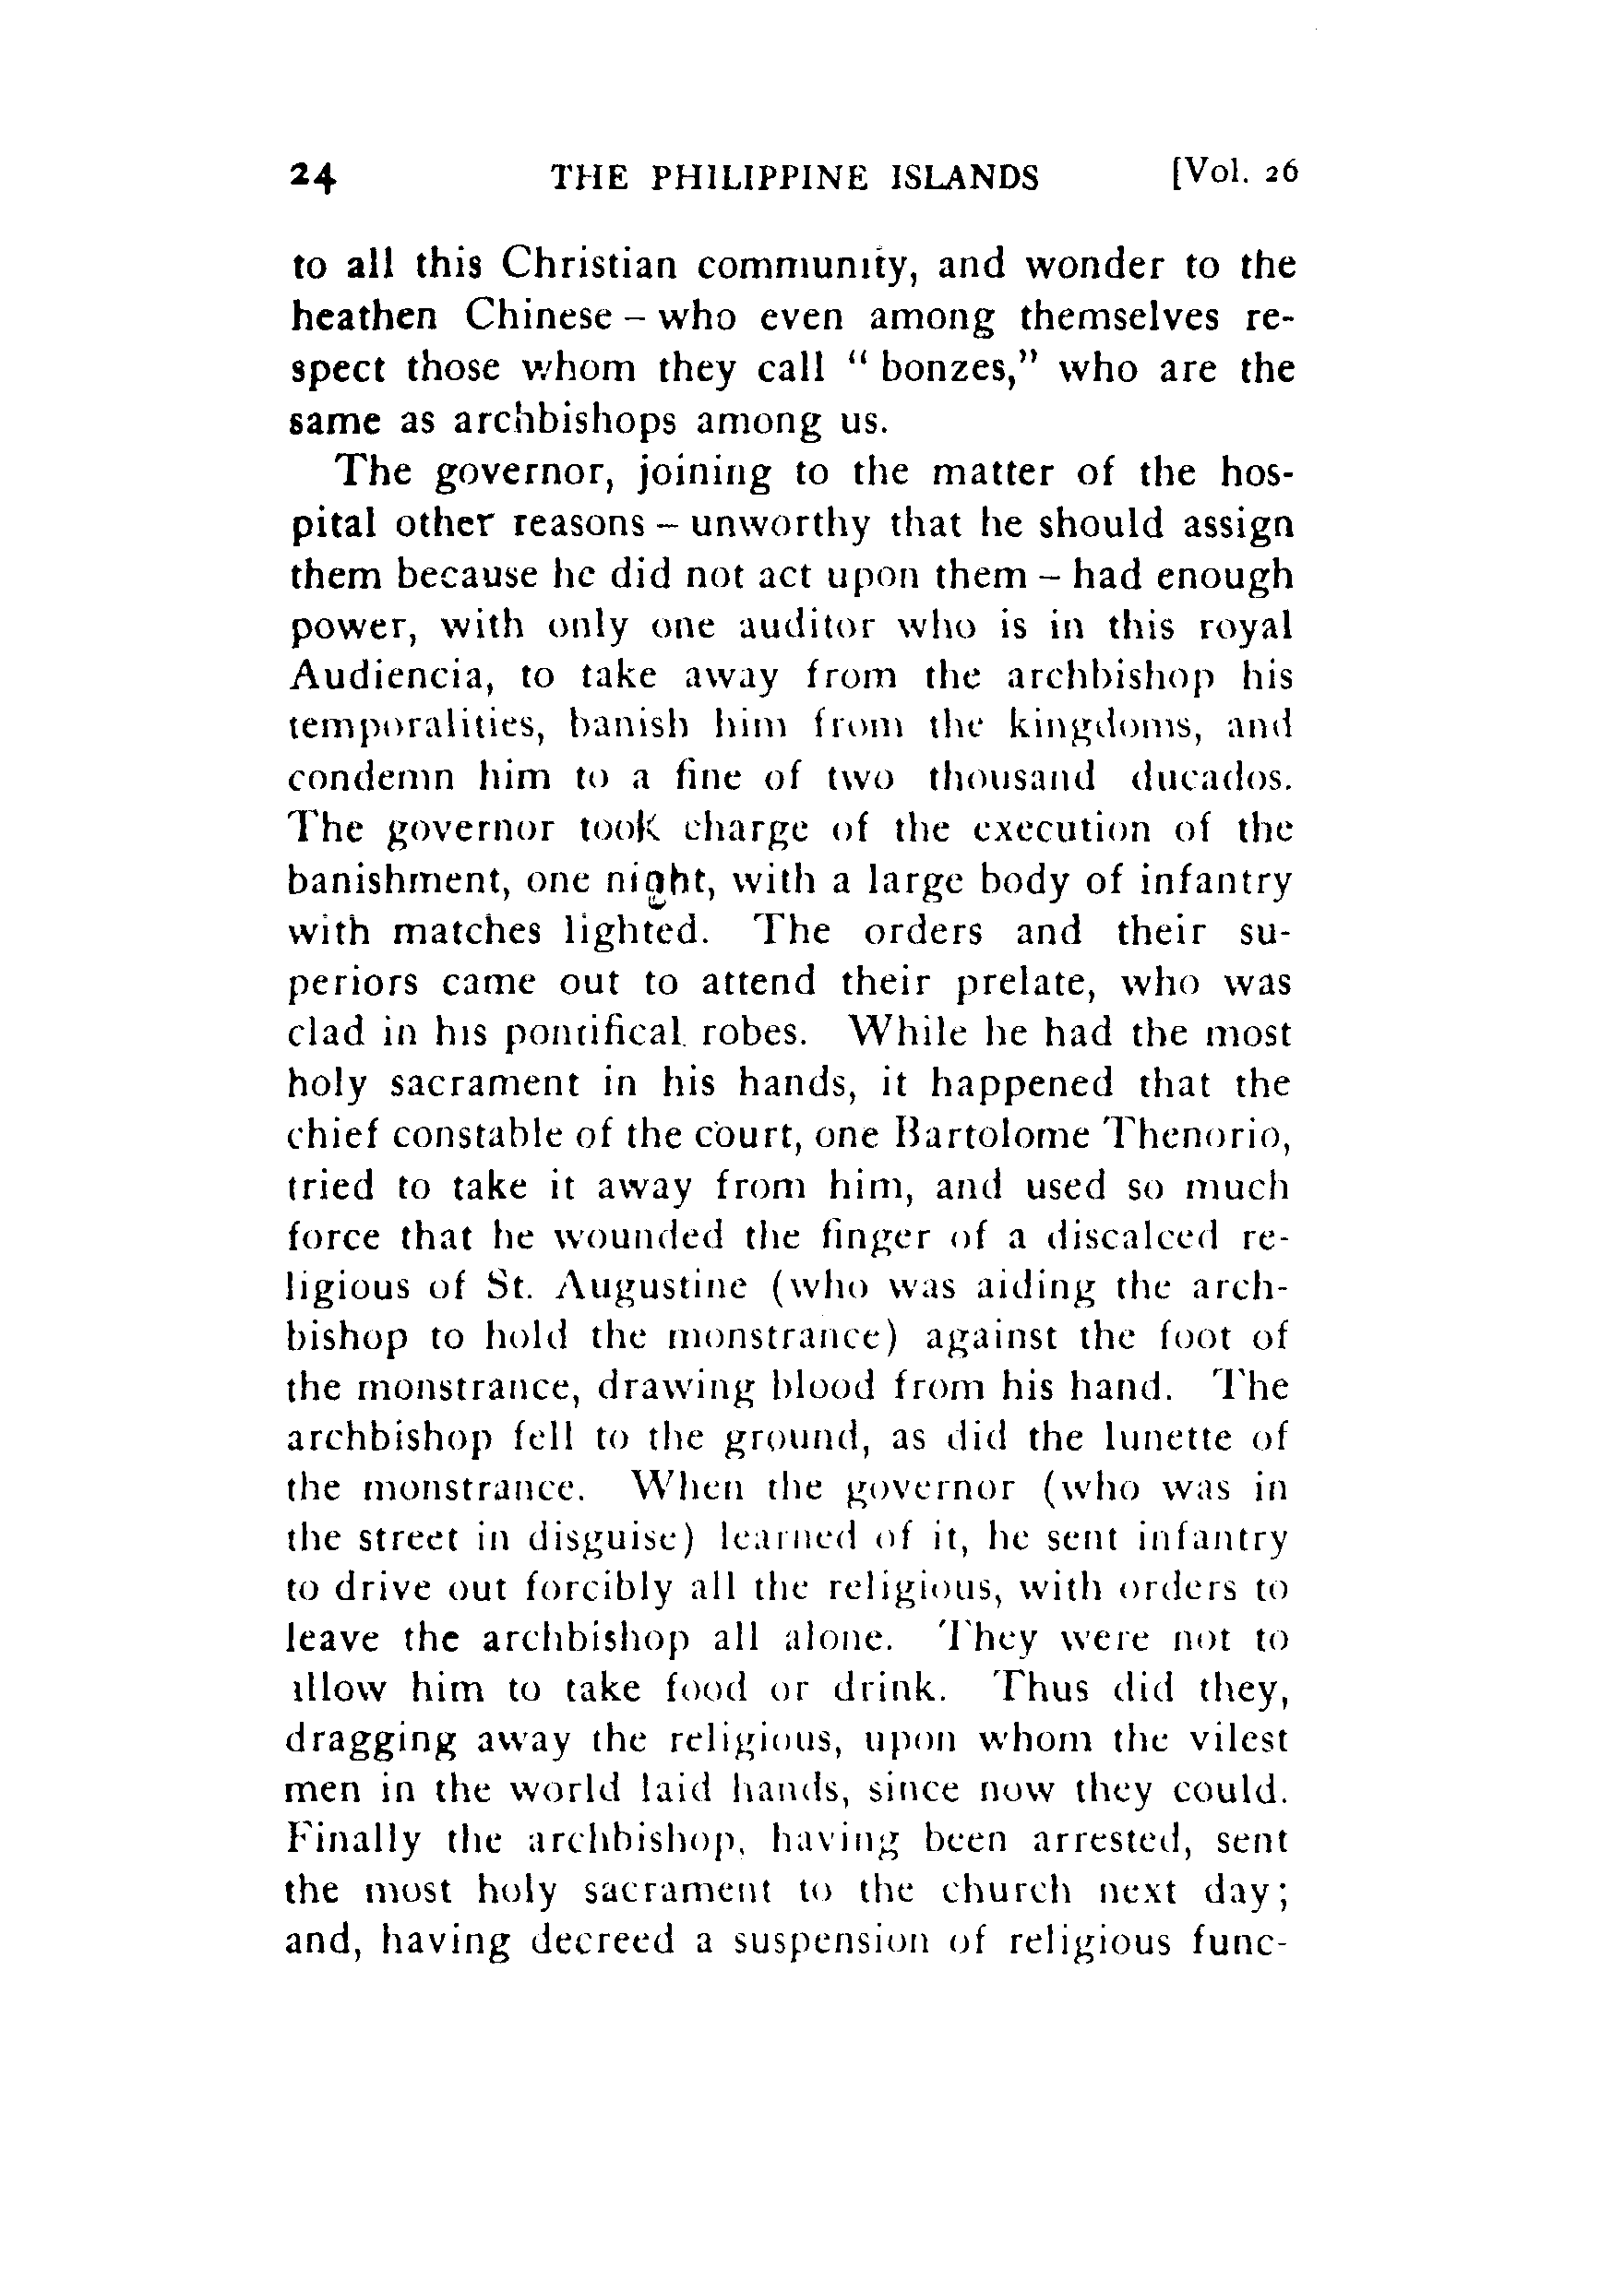 24 THE PHILIPPINE ISLANDS [Vol. 26
to all this Christian community, and wonder to the
heathen Chinese – who even among themselves re-
spect those whom they call " bonzes," who are the
same as archbishops among us.
The governor, joining to the matter of the hos-
pital other reasons – unworthy that he should assign
them because he did not act upon them – had enough
power, with only one auditor who is in this royal
Audiencia, to take away from the archbishop his
temporalities, banish him from the kingdoms, and
condemn him to a fine of two thousand ducados.
The governor took charge of the execution of the
banishment, one night, with a large body of infantry
with matches lighted. The orders and their su-
periors came out to attend their prelate, who was
clad in his pontifical robes. While he had the most
holy sacrament in his hands, it happened that the
chief constable of the court, one Bartolome Thenorio,
tried to take it away from him, and used so much
force that he wounded the finger of a discalced re-
ligious of St. Augustine (who was aiding the arch-
bishop to hold the monstrance) against the foot of
the monstrance, drawing blood from his hand. The
archbishop fell to the ground, as did the lunette of
the monstrance. When the governor (who was in
the street in disguise) learned of it, he sent infantry
to drive out forcibly all the religious, with orders to
leave the archbishop all alone. They were not to
allow him to take food or drink. Thus did they,
dragging away the religious, upon whom the vilest
men in the world laid hands, since now they could.
Finally the archbishop, having been arrested, sent
the most holy sacrament to the church next day;
and, having decreed a suspension of religious func-